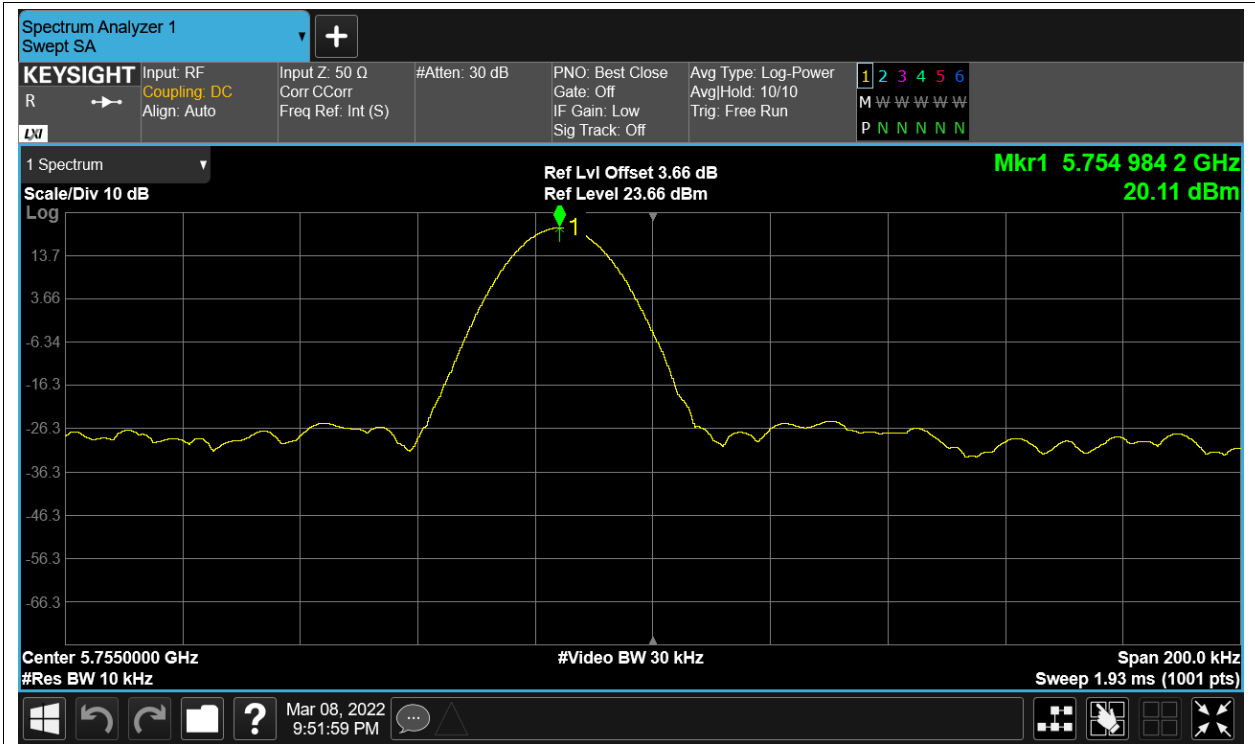 Spectrum Analyzer 1
Swept SA
KEYSIGHT
R
LXI
Input: RF
Coupling: DC
Align: Auto
Input Z: 50 Ω
Corr CCorr
Freq Ref: Int (S)
#Atten: 30 dB
PNO: Best Close
Gate: Off
IF Gain: Low
Sig Track: Off
Avg Type: Log-Power
Avg|Hold: 10/10
Trig: Free Run
1 2 3 4 5 6
M W W W W W
P N N N N N
1 Spectrum
Scale/Div 10 dB
Log
Ref Lvl Offset 3.66 dB
Ref Level 23.66 dBm
Mkr1 5.754 984 2 GHz
20.11 dBm
1
13.7
3.66
-6.34
-16.3
-26.3
-36.3
-46.3
-56.3
-66.3
Center 5.7550000 GHz
#Res BW 10 kHz
#Video BW 30 kHz
Span 200.0 kHz
Sweep 1.93 ms (1001 pts)
?
Mar 08, 2022
9:51:59 PM